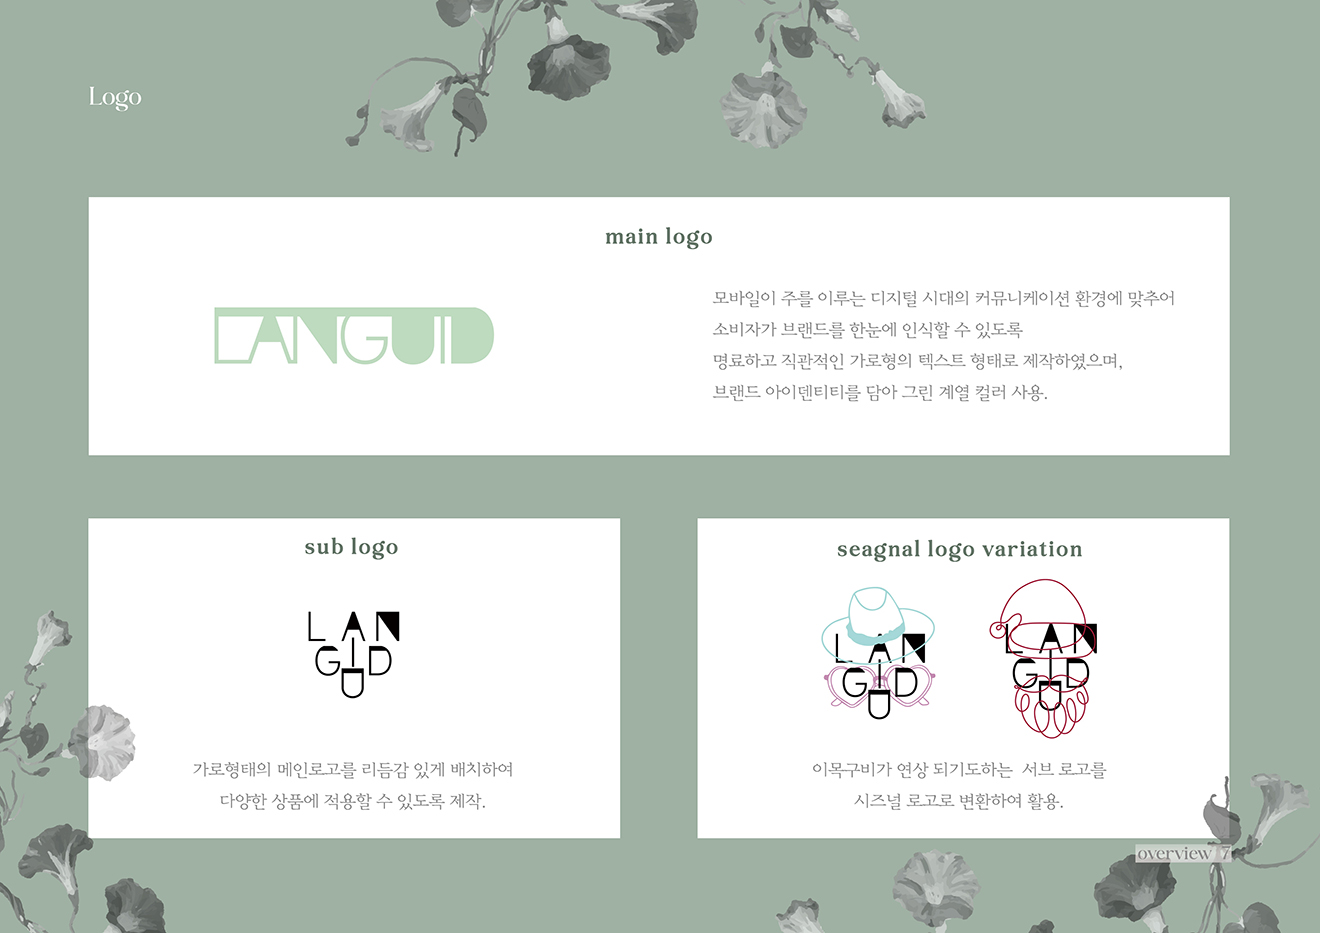 Logo
main logo
LANGUID
모바일이 주를 이루는 디지털 시대의 커뮤니케이션 환경에 맞추어
소비자가 브랜드를 한눈에 인식할 수 있도록
명료하고 직관적인 가로형의 텍스트 형태로 제작하였으며,
브랜드 아이덴티티를 담아 그린 계열 컬러 사용.
sub logo
LAN
GID
U
가로형태의 메인로고를 리듬감 있게 배치하여
다양한 상품에 적용할 수 있도록 제작.
seagnal logo variation
LAN
GID
U
LAN
GID
U
이목구비가 연상 되기도하는 서브 로고를
시즈널 로고로 변환하여 활용.
overview 7